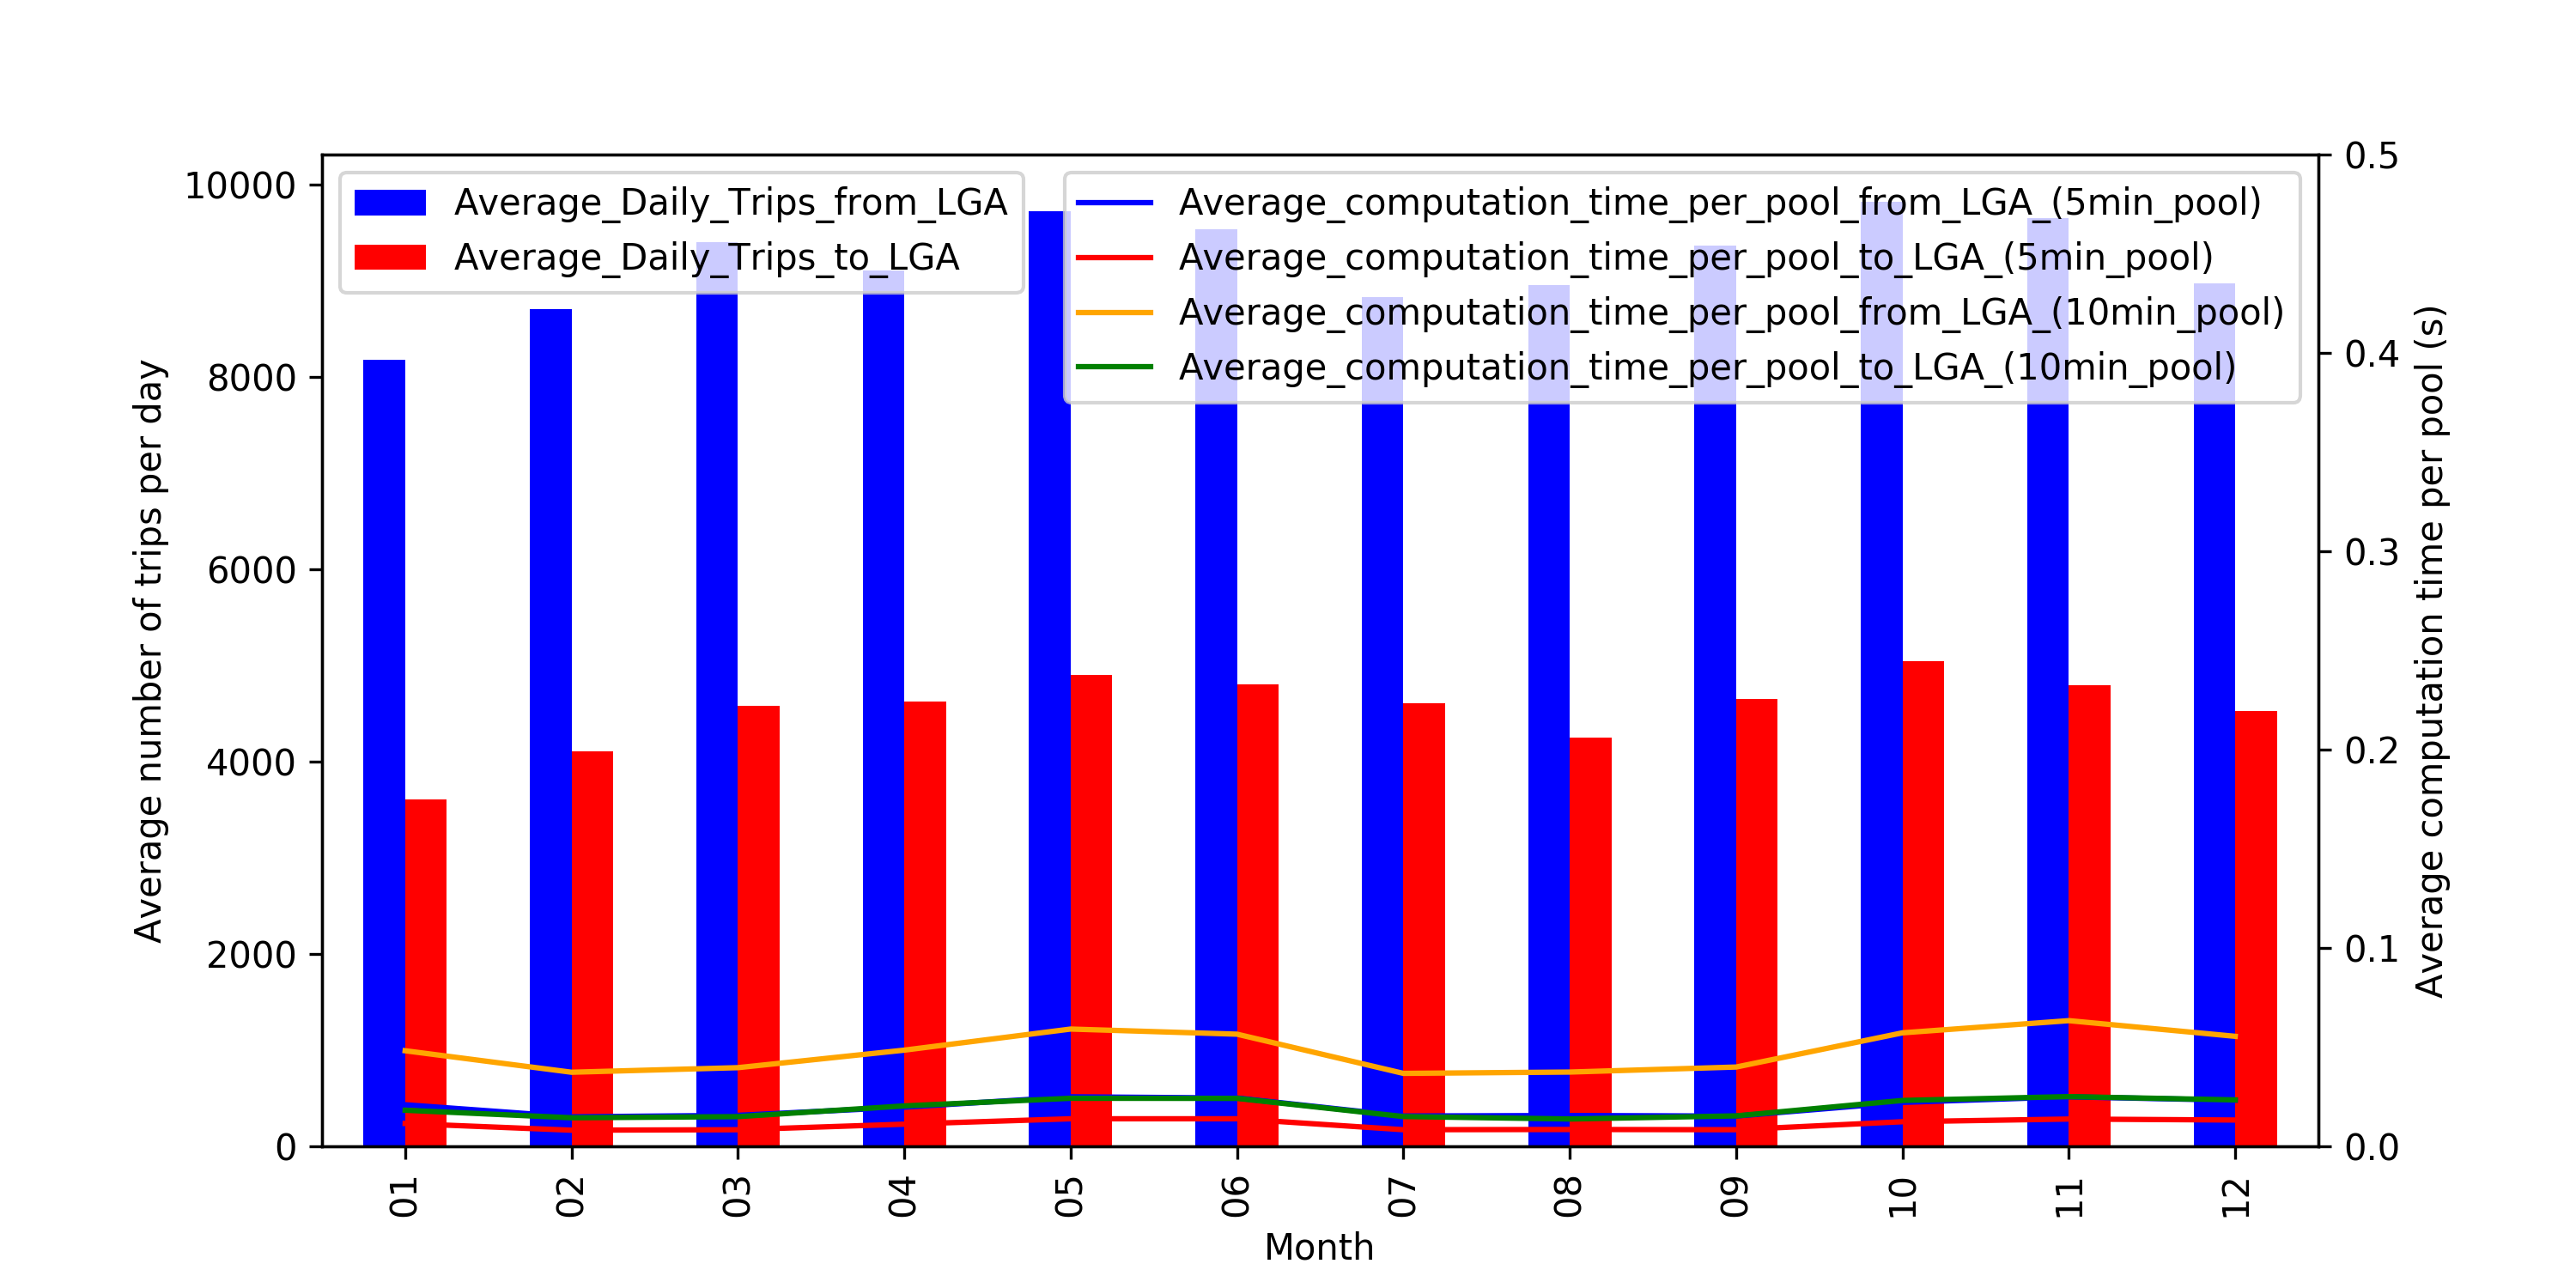 Average_Daily_Trips_from_LGA
Average_Daily_Trips_to_LGA
Average_computation_time_per_pool_from_LGA_(5min_pool)
Average_computation_time_per_pool_to_LGA_(5min_pool)
Average_computation_time_per_pool_from_LGA_(10min_pool)
Average_computation_time_per_pool_to_LGA_(10min_pool)
Average number of trips per day
10000
8000
6000
4000
2000
0
0.5
0.4
0.3
0.2
0.1
0.0
Average computation time per pool (s)
01 02 03 04 05 06 07 08 09 10 11 12
Month